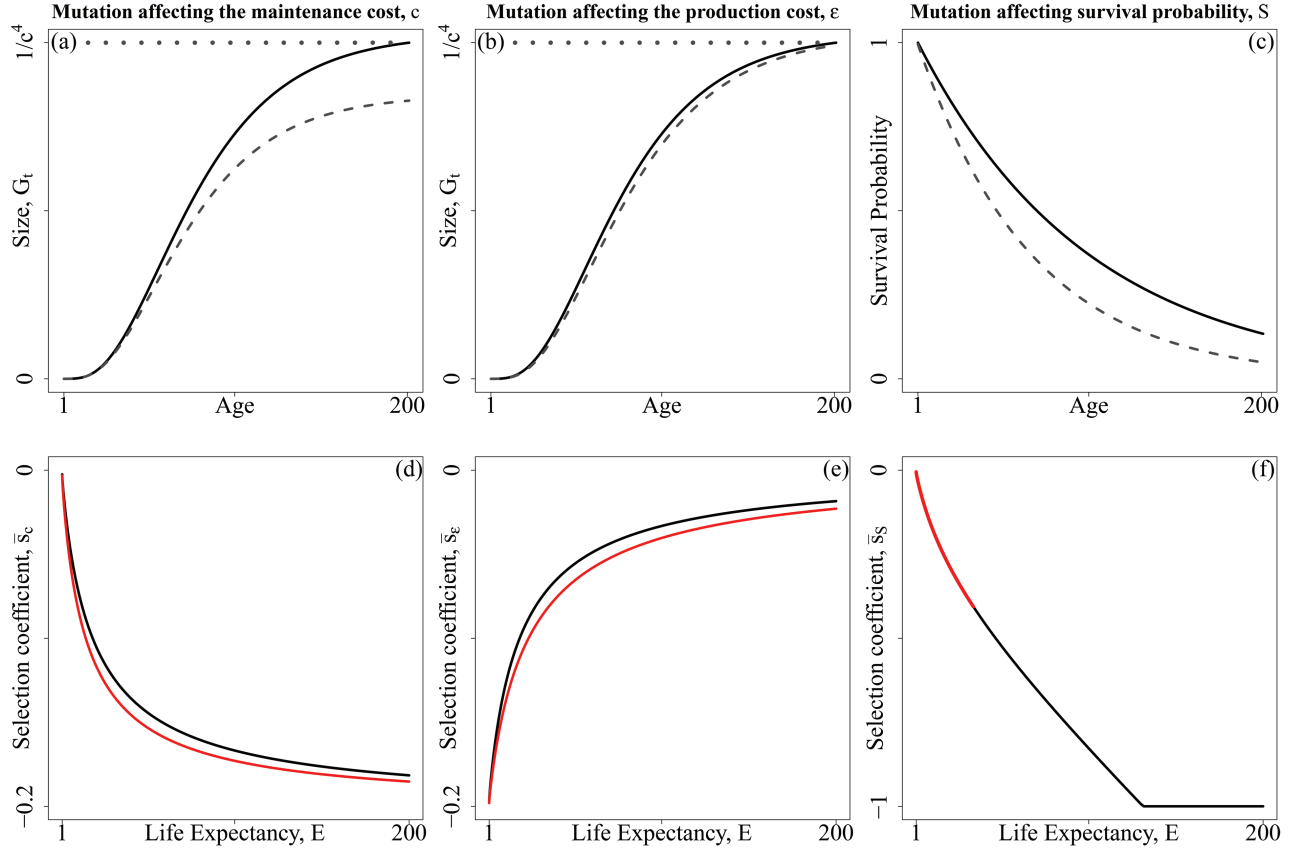 Mutation affecting the maintenance cost, c
Mutation affecting the production cost, ε
Mutation affecting survival probability, S
(a)
1/c⁴
Size, Gₜ
0
1
Age
200
(b)
1/c⁴
Size, Gₜ
0
1
Age
200
(c)
1
Survival Probability
0
1
Age
200
(d)
0
Selection coefficient, s̅c
−0.2
1
Life Expectancy, E
200
(e)
0
Selection coefficient, s̅ε
−0.2
1
Life Expectancy, E
200
(f)
0
Selection coefficient, s̅S
−1
1
Life Expectancy, E
200